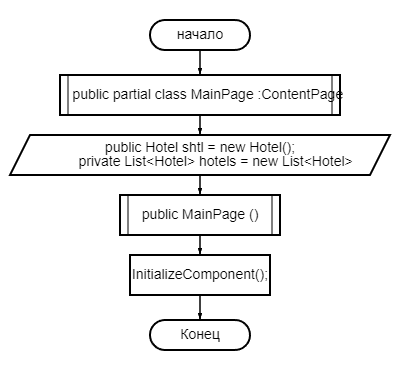 начало
public partial class MainPage :ContentPage
public Hotel shtl = new Hotel();
private List<Hotel> hotels = new List<Hotel>
public MainPage ()
InitializeComponent();
Конец